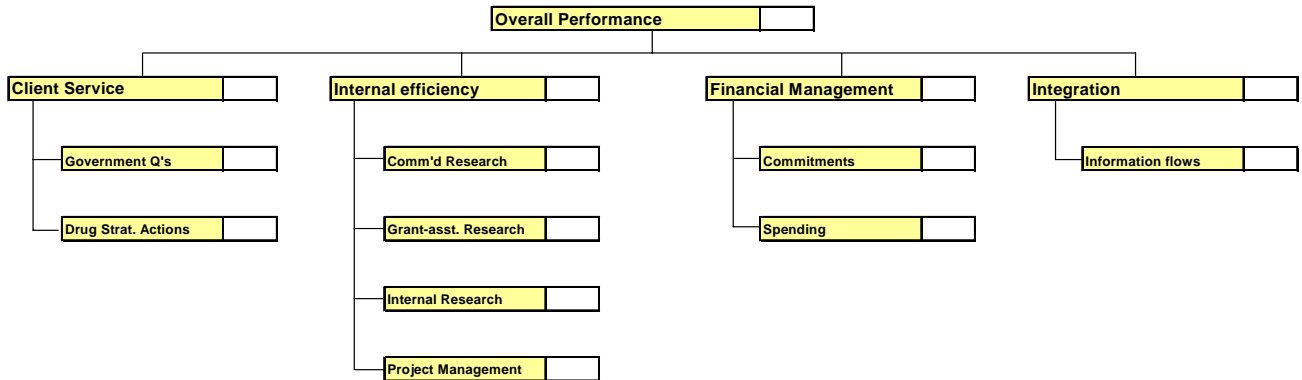 Overall Performance
Client Service
Internal efficiency
Financial Management
Integration
Government Q's
Comm'd Research
Commitments
Information flows
Drug Strat. Actions
Grant-asst. Research
Spending
Internal Research
Project Management